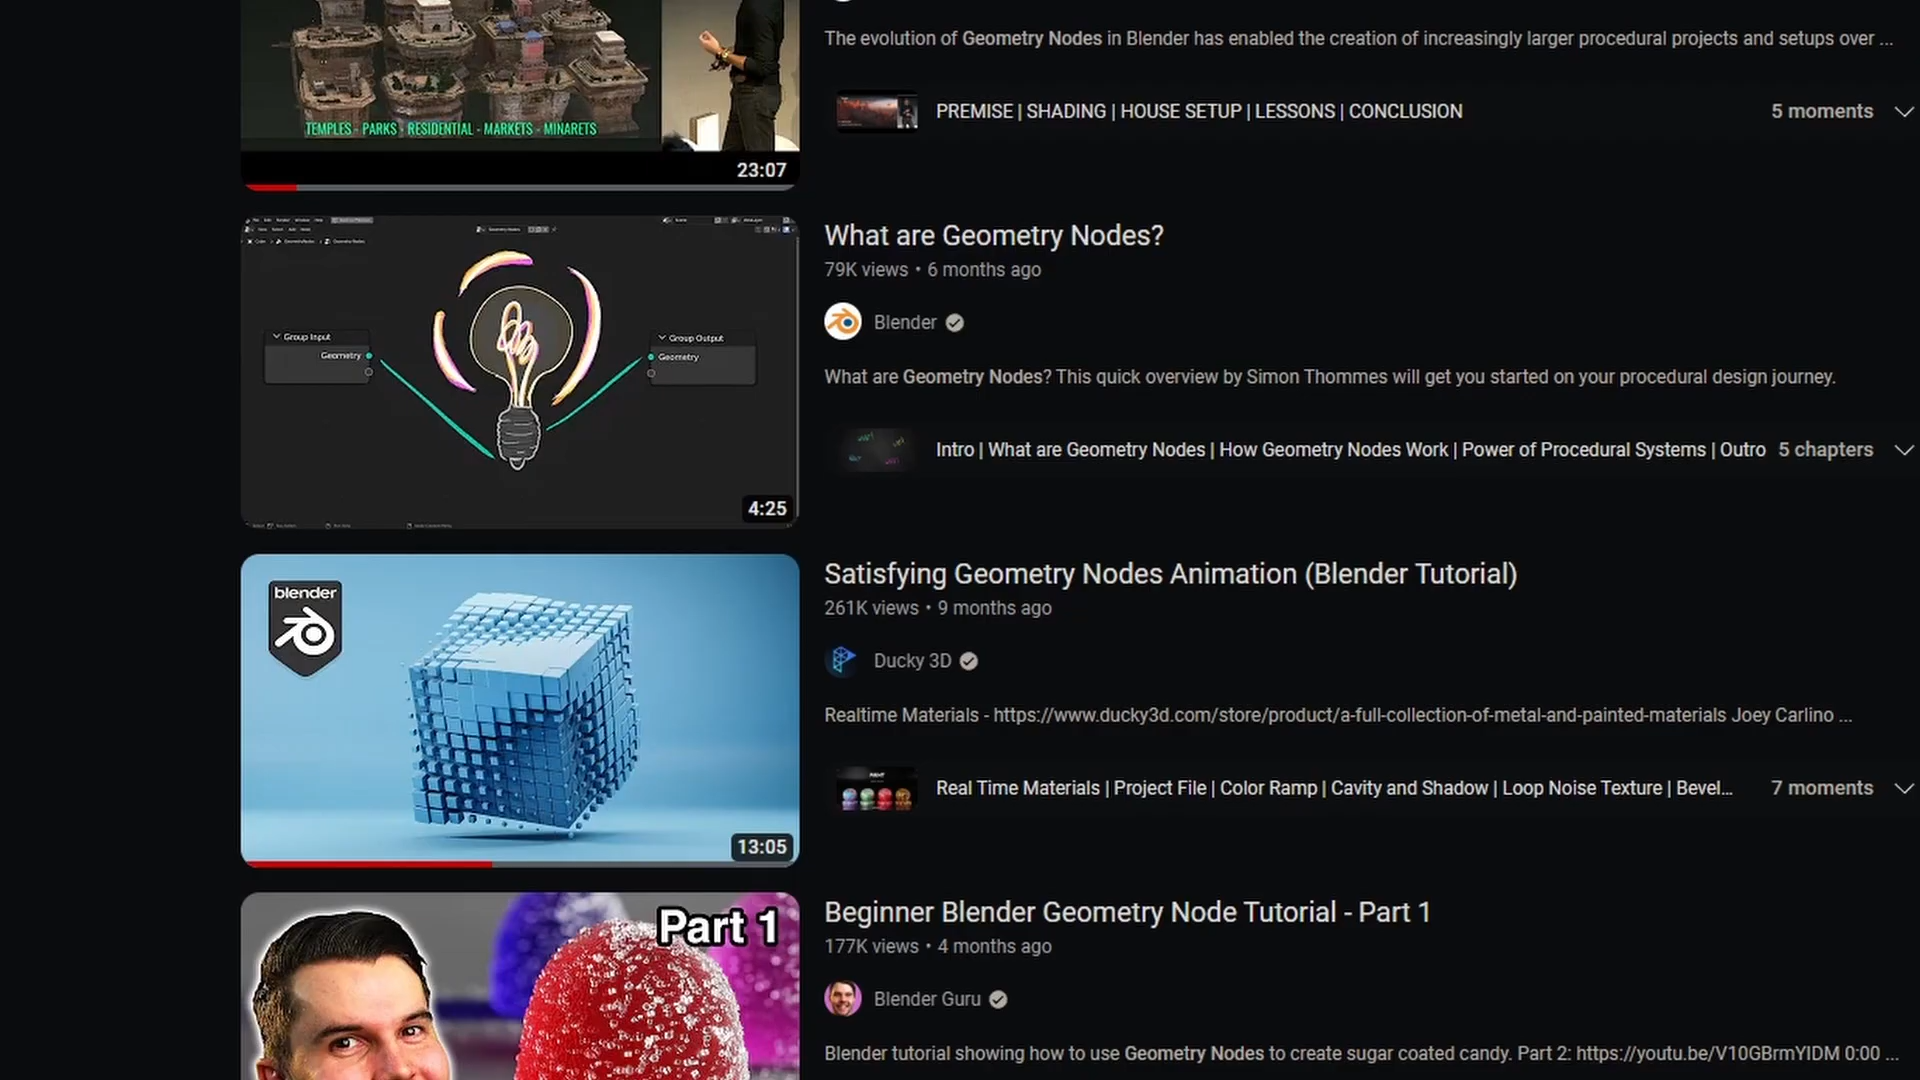 The evolution of Geometry Nodes in Blender has enabled the creation of increasingly larger procedural projects and setups over ...
TEMPLES - PARKS - RESIDENTIAL - MARKETS - MINARETS
23:07
PREMISE | SHADING | HOUSE SETUP | LESSONS | CONCLUSION
5 moments
Group Input
Geometry
Group Output
Geometry
4:25
What are Geometry Nodes?
79K views • 6 months ago
Blender
What are Geometry Nodes? This quick overview by Simon Thommes will get you started on your procedural design journey.
Intro | What are Geometry Nodes | How Geometry Nodes Work | Power of Procedural Systems | Outro
5 chapters
blender
13:05
Satisfying Geometry Nodes Animation (Blender Tutorial)
261K views • 9 months ago
Ducky 3D
Realtime Materials - https://www.ducky3d.com/store/product/a-full-collection-of-metal-and-painted-materials Joey Carlino ...
Real Time Materials | Project File | Color Ramp | Cavity and Shadow | Loop Noise Texture | Bevel...
7 moments
Part 1
Beginner Blender Geometry Node Tutorial - Part 1
177K views • 4 months ago
Blender Guru
Blender tutorial showing how to use Geometry Nodes to create sugar coated candy. Part 2: https://youtu.be/V10GBrmYIDM 0:00 ...